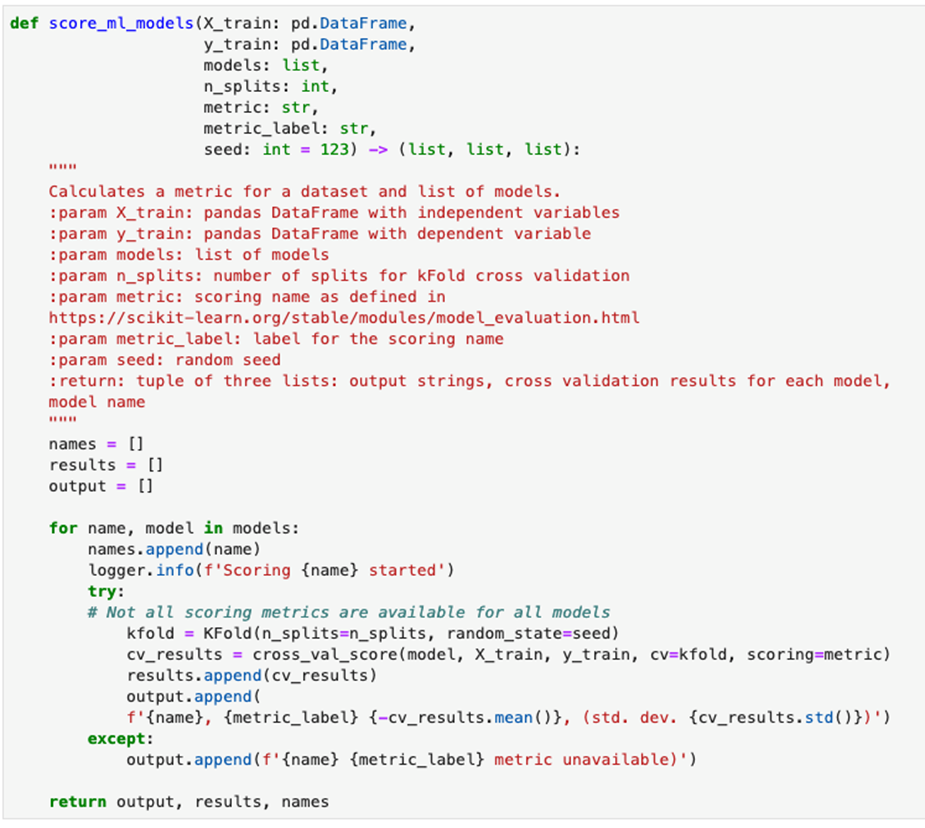 def score_ml_models(X_train: pd.DataFrame,
                    y_train: pd.DataFrame,
                    models: list,
                    n_splits: int,
                    metric: str,
                    metric_label: str,
                    seed: int = 123) -> (list, list, list):
    """
    Calculates a metric for a dataset and list of models.
    :param X_train: pandas DataFrame with independent variables
    :param y_train: pandas DataFrame with dependent variable
    :param models: list of models
    :param n_splits: number of splits for kFold cross validation
    :param metric: scoring name as defined in
    https://scikit-learn.org/stable/modules/model_evaluation.html
    :param metric_label: label for the scoring name
    :param seed: random seed
    :return: tuple of three lists: output strings, cross validation results for each model,
    model name
    """
    names = []
    results = []
    output = []

    for name, model in models:
        names.append(name)
        logger.info(f'Scoring {name} started')
        try:
        # Not all scoring metrics are available for all models
            kfold = KFold(n_splits=n_splits, random_state=seed)
            cv_results = cross_val_score(model, X_train, y_train, cv=kfold, scoring=metric)
            results.append(cv_results)
            output.append(
            f'{name}, {metric_label} {-cv_results.mean()}, (std. dev. {cv_results.std()})')
        except:
            output.append(f'{name} {metric_label} metric unavailable)')

    return output, results, names